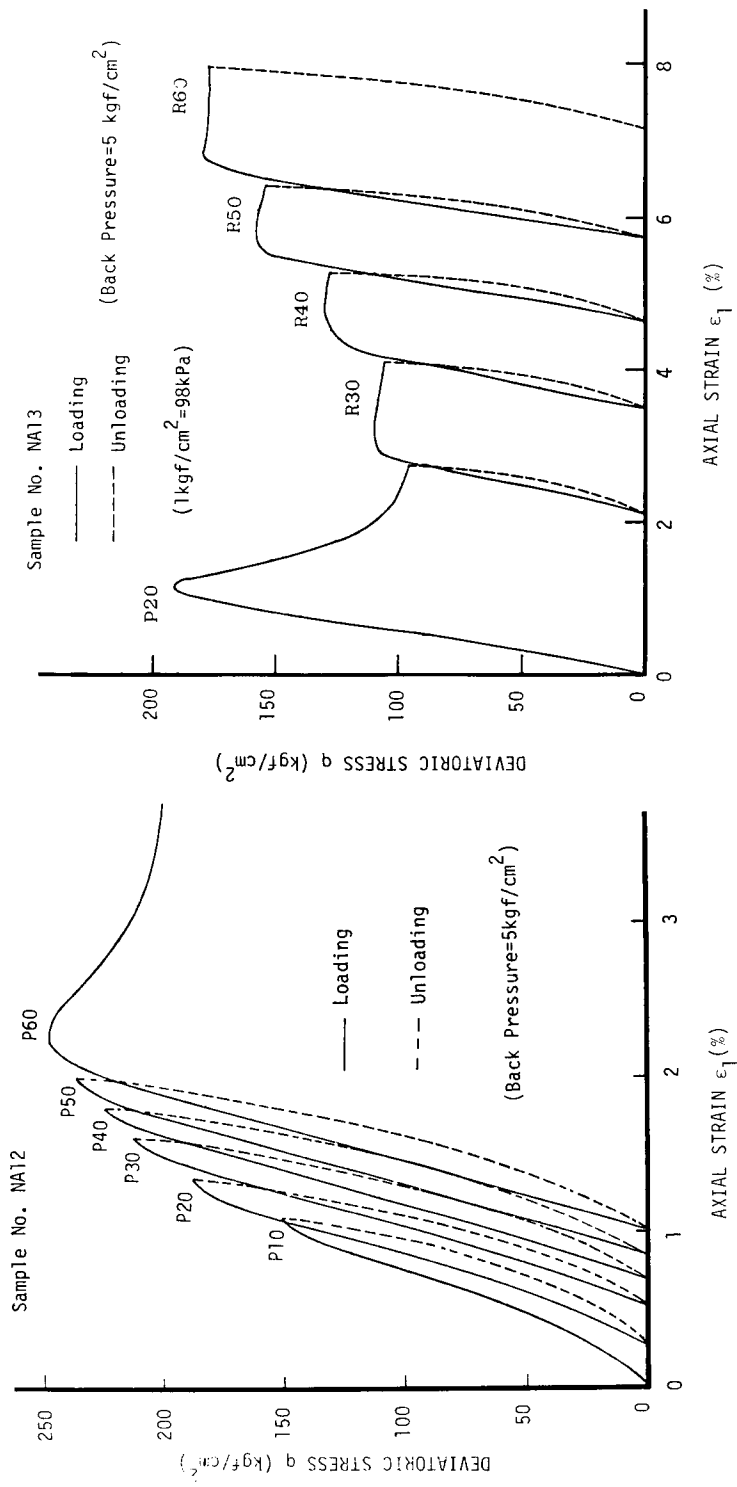 Sample No. NA12
P60
P50
P40
P30
P20
P10
Loading
Unloading
(Back Pressure=5kgf/cm²)
250
200
150
100
50
0
DEVIATORIC STRESS q (kgf/cm²)
0
1
2
3
AXIAL STRAIN ε1(%)
Sample No. NA13
Loading
Unloading
(Back Pressure=5 kgf/cm²)
(1kgf/cm²=98kPa)
P20
R30
R40
R50
R60
200
150
100
50
0
DEVIATORIC STRESS q (kgf/cm²)
0
2
4
6
8
AXIAL STRAIN ε1 (%)